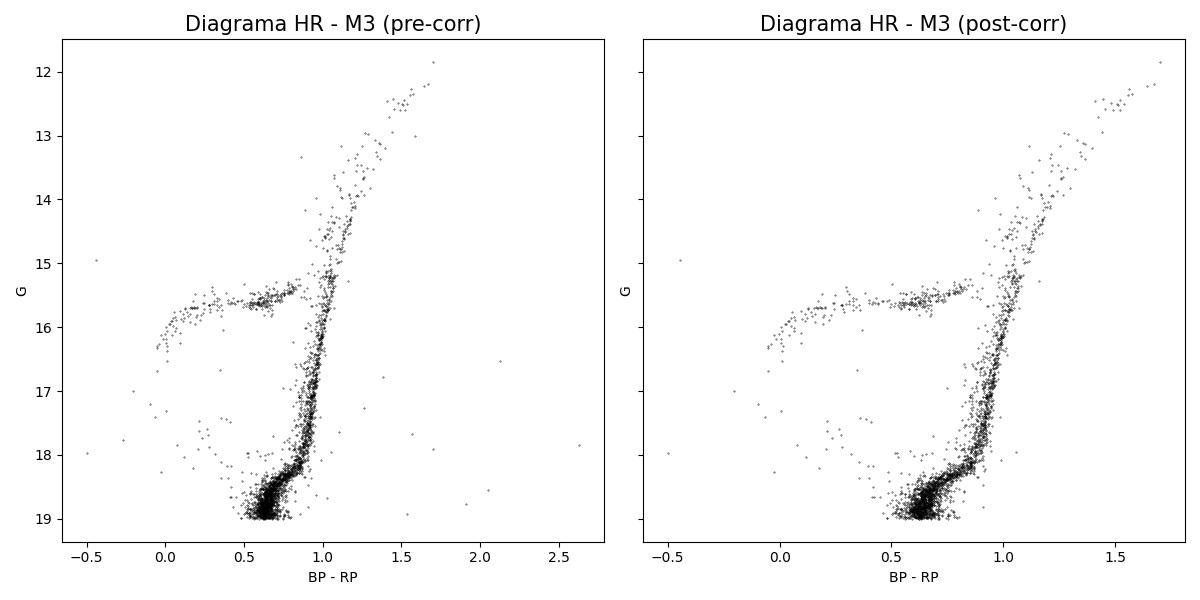 Diagrama HR - M3 (pre-corr)
Diagrama HR - M3 (post-corr)
12
13
14
15
16
17
18
19
G
G
−0.5 0.0 0.5 1.0 1.5 2.0 2.5
−0.5 0.0 0.5 1.0 1.5
BP - RP
BP - RP